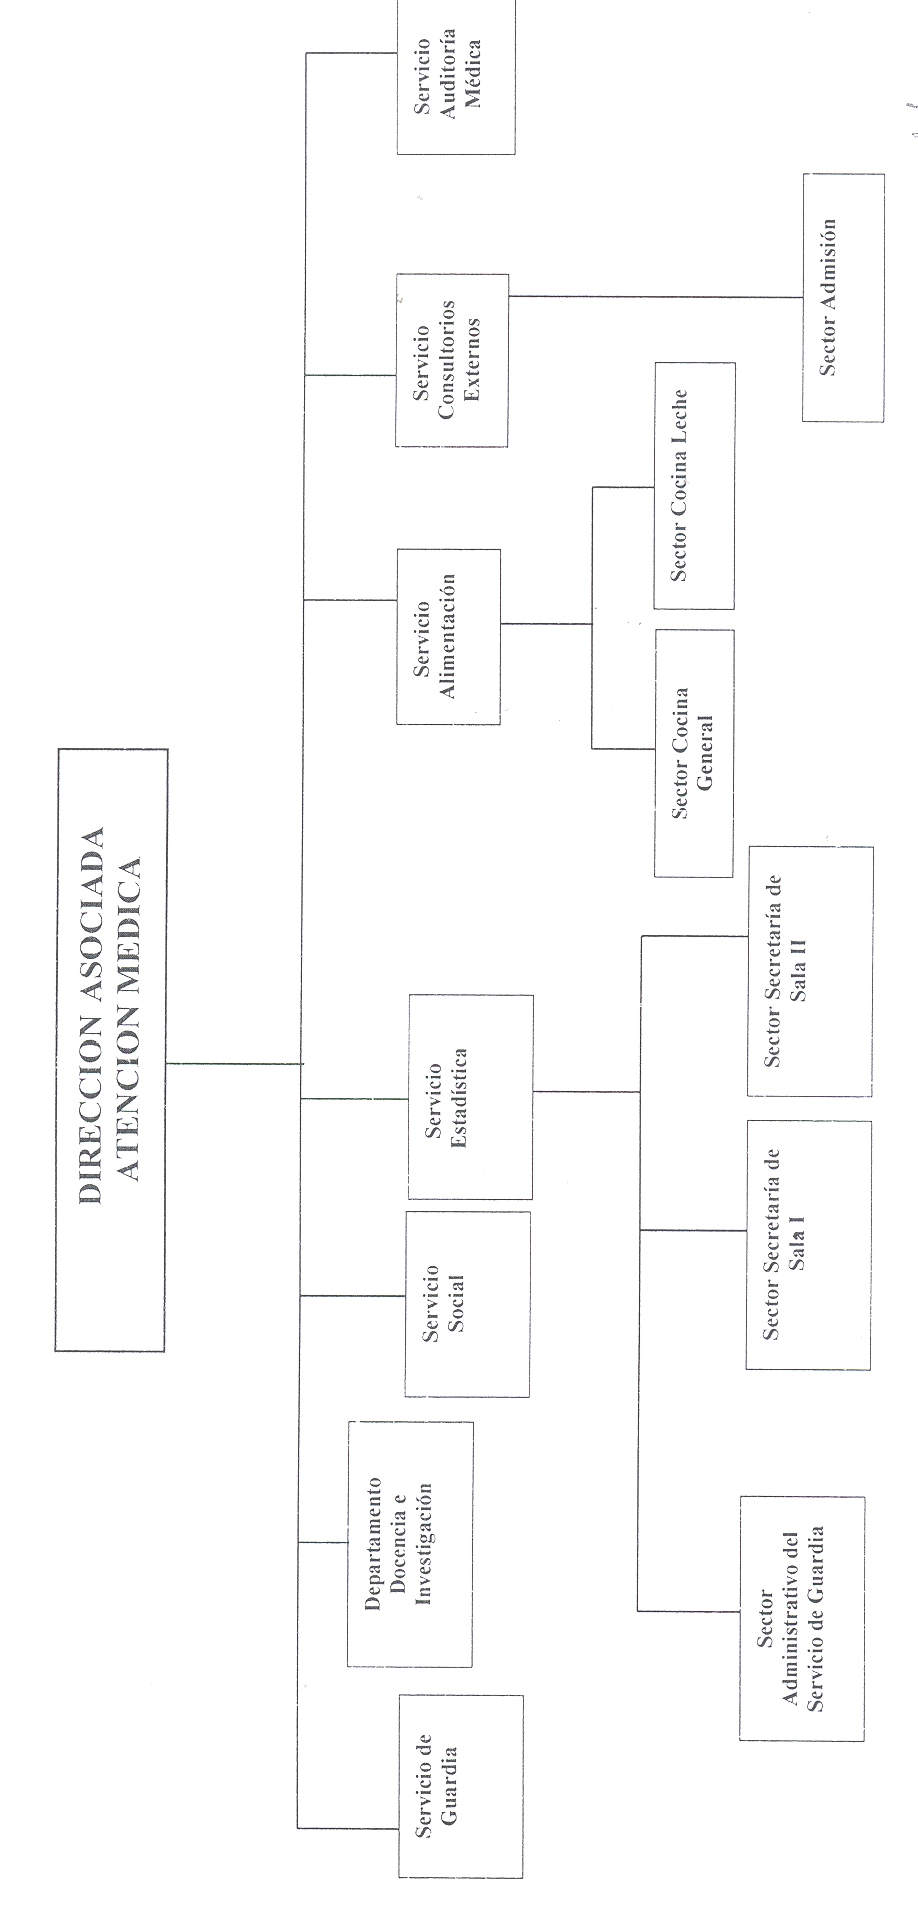 DIRECCION ASOCIADA
ATENCION MEDICA
Servicio de
Guardia
Departamento
Docencia e
Investigación
Servicio
Social
Servicio
Estadística
Servicio
Alimentación
Servicio
Consultorios
Externos
Servicio
Auditoría
Médica
Sector
Administrativo del
Servicio de Guardia
Sector Secretaría de
Sala I
Sector Secretaría de
Sala II
Sector Cocina
General
Sector Cocina Leche
Sector Admisión